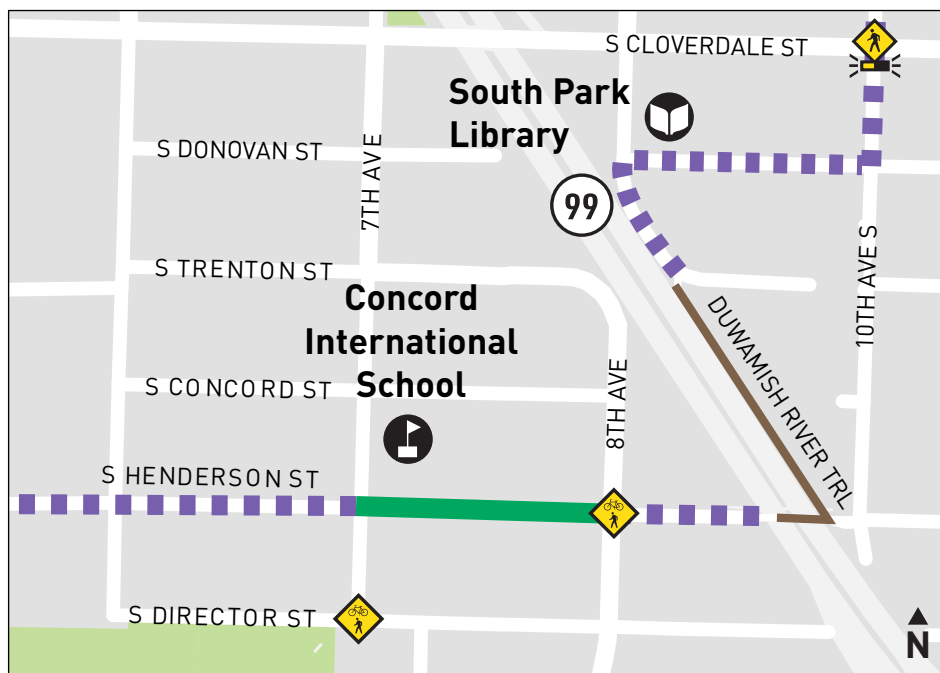 S CLOVERDALE ST
South Park
Library
S DONOVAN ST
7TH AVE
99
S TRENTON ST
10TH AVE S
Concord
International
School
DUWAMISH RIVER TRL
S CONCORD ST
8TH AVE
S HENDERSON ST
S DIRECTOR ST
N